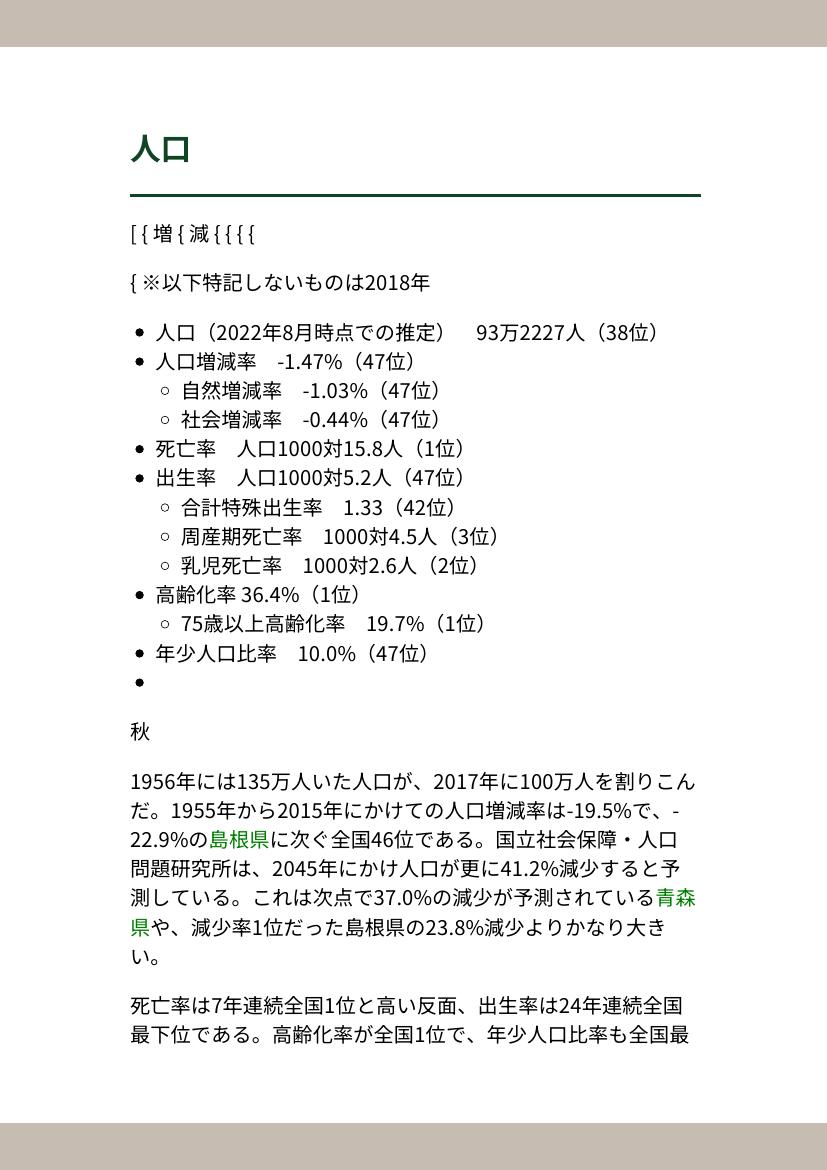 人口
[ { 増 { 減 { { { {
{ ※以下特記しないものは2018年
● 人口（2022年8月時点での推定）　93万2227人（38位）
● 人口増減率　-1.47%（47位）
○ 自然増減率　-1.03%（47位）
○ 社会増減率　-0.44%（47位）
● 死亡率　人口1000対15.8人（1位）
● 出生率　人口1000対5.2人（47位）
○ 合計特殊出生率　1.33（42位）
○ 周産期死亡率　1000対4.5人（3位）
○ 乳児死亡率　1000対2.6人（2位）
● 高齢化率 36.4%（1位）
○ 75歳以上高齢化率　19.7%（1位）
● 年少人口比率　10.0%（47位）
●
秋
1956年には135万人いた人口が、2017年に100万人を割りこん
だ。1955年から2015年にかけての人口増減率は-19.5%で、-
22.9%の島根県に次ぐ全国46位である。国立社会保障・人口
問題研究所は、2045年にかけ人口が更に41.2%減少すると予
測している。これは次点で37.0%の減少が予測されている青森
県や、減少率1位だった島根県の23.8%減少よりかなり大き
い。
死亡率は7年連続全国1位と高い反面、出生率は24年連続全国
最下位である。高齢化率が全国1位で、年少人口比率も全国最